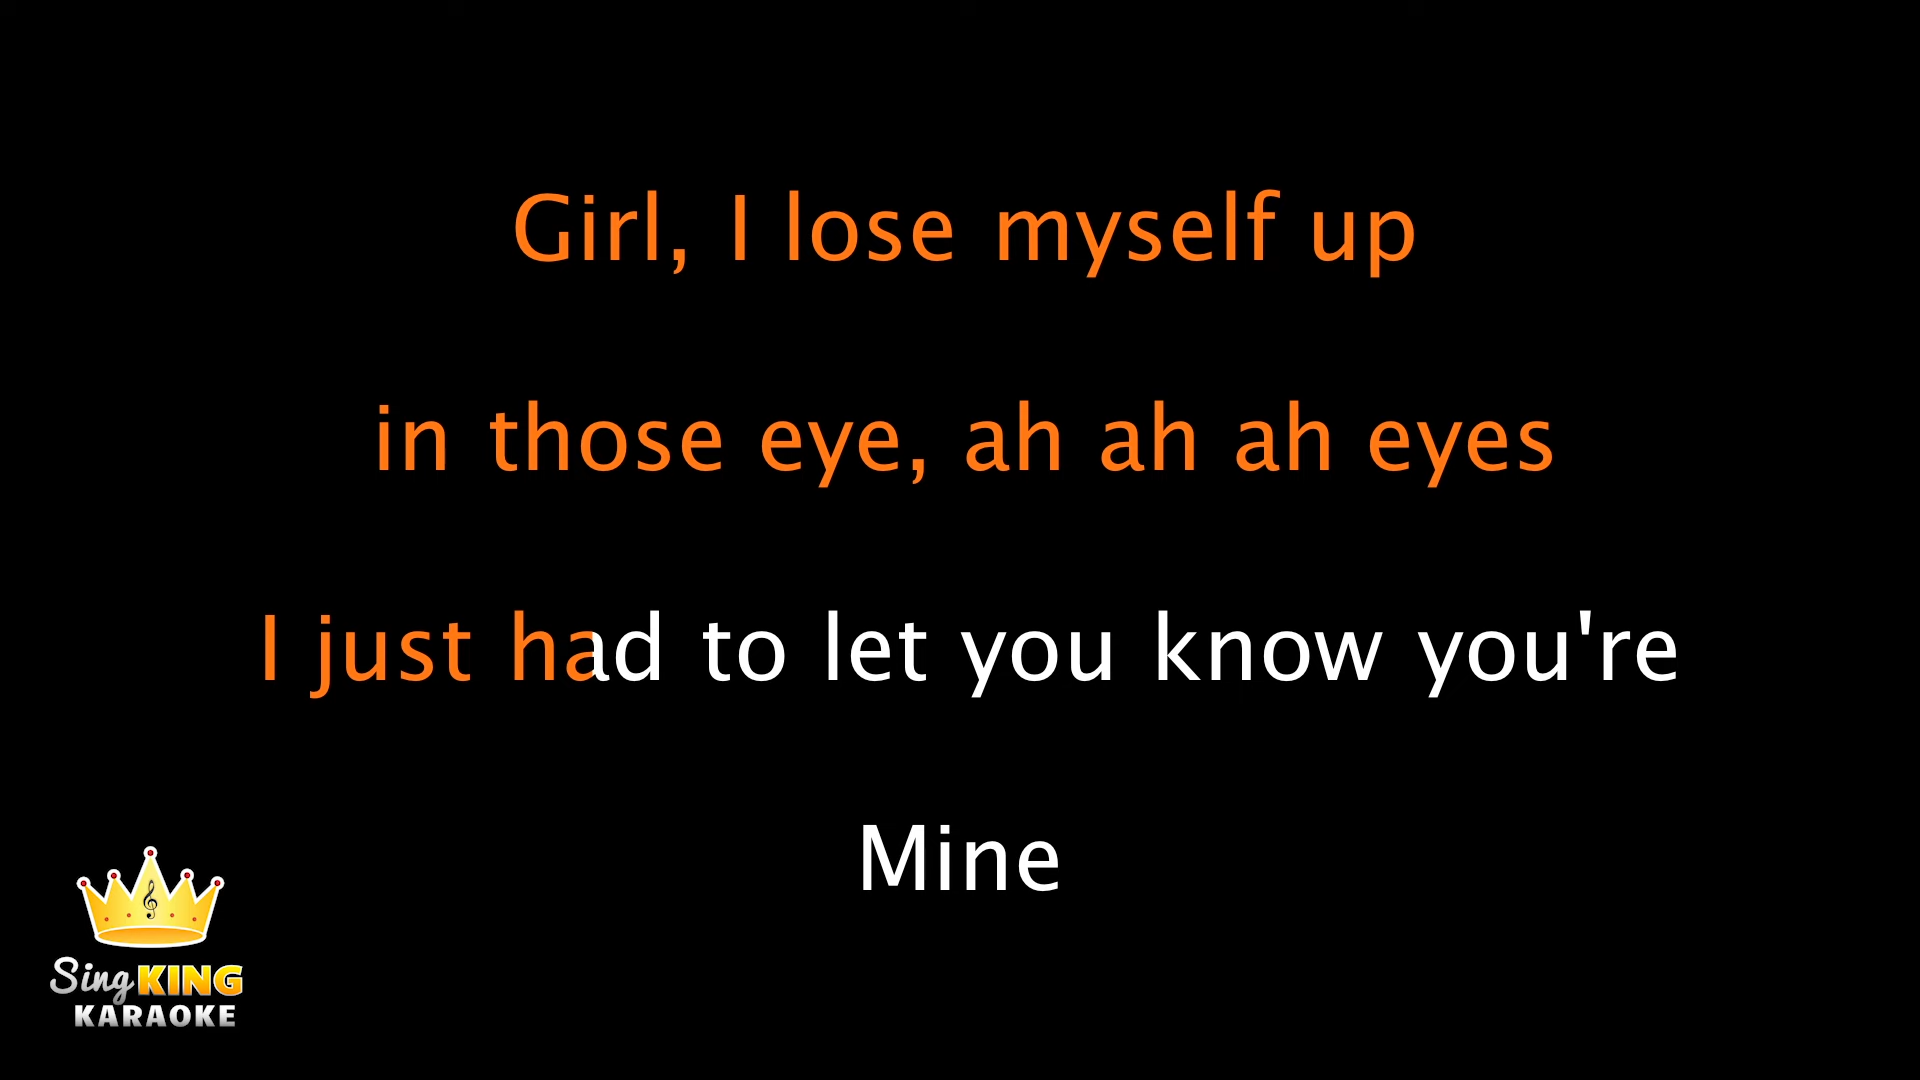 Girl, I lose myself up
in those eye, ah ah ah eyes
I just had to let you know you're
Mine
Sing KING
KARAOKE